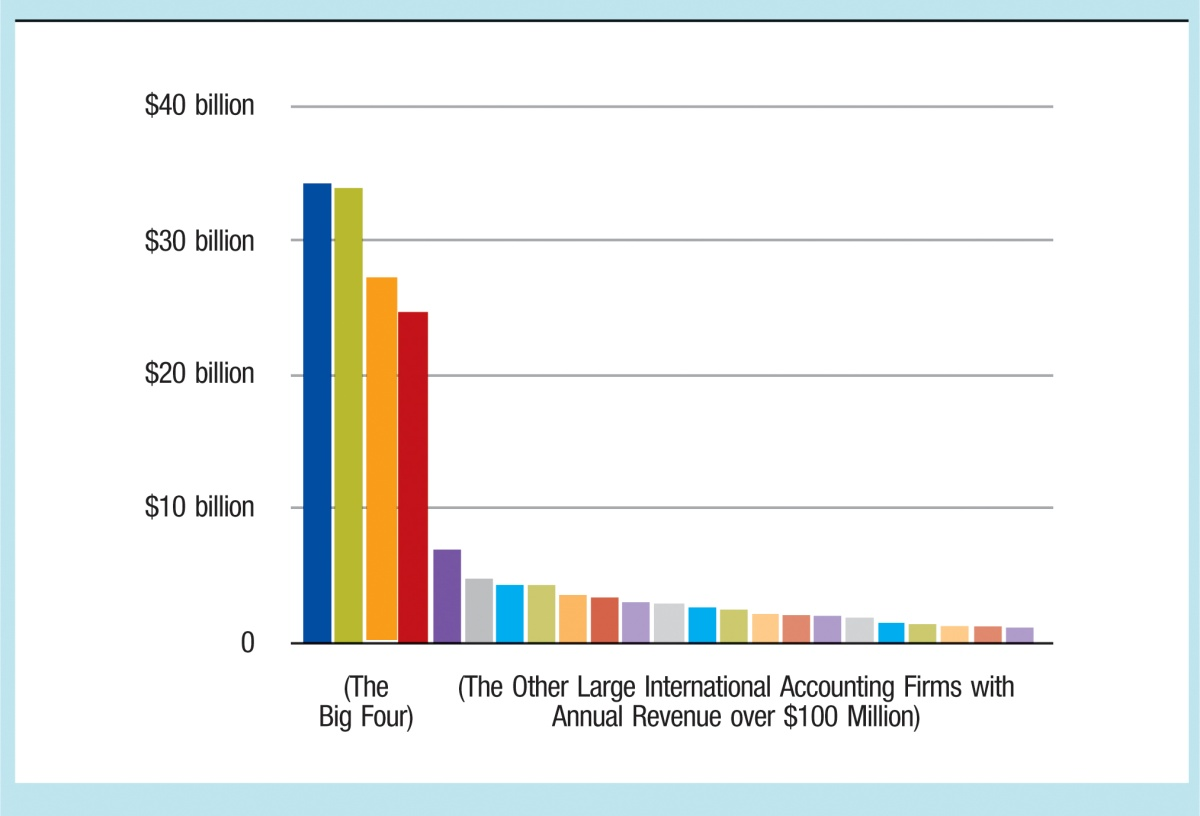 $40 billion
$30 billion
$20 billion
$10 billion
0
(The
Big Four)
(The Other Large International Accounting Firms with
Annual Revenue over $100 Million)